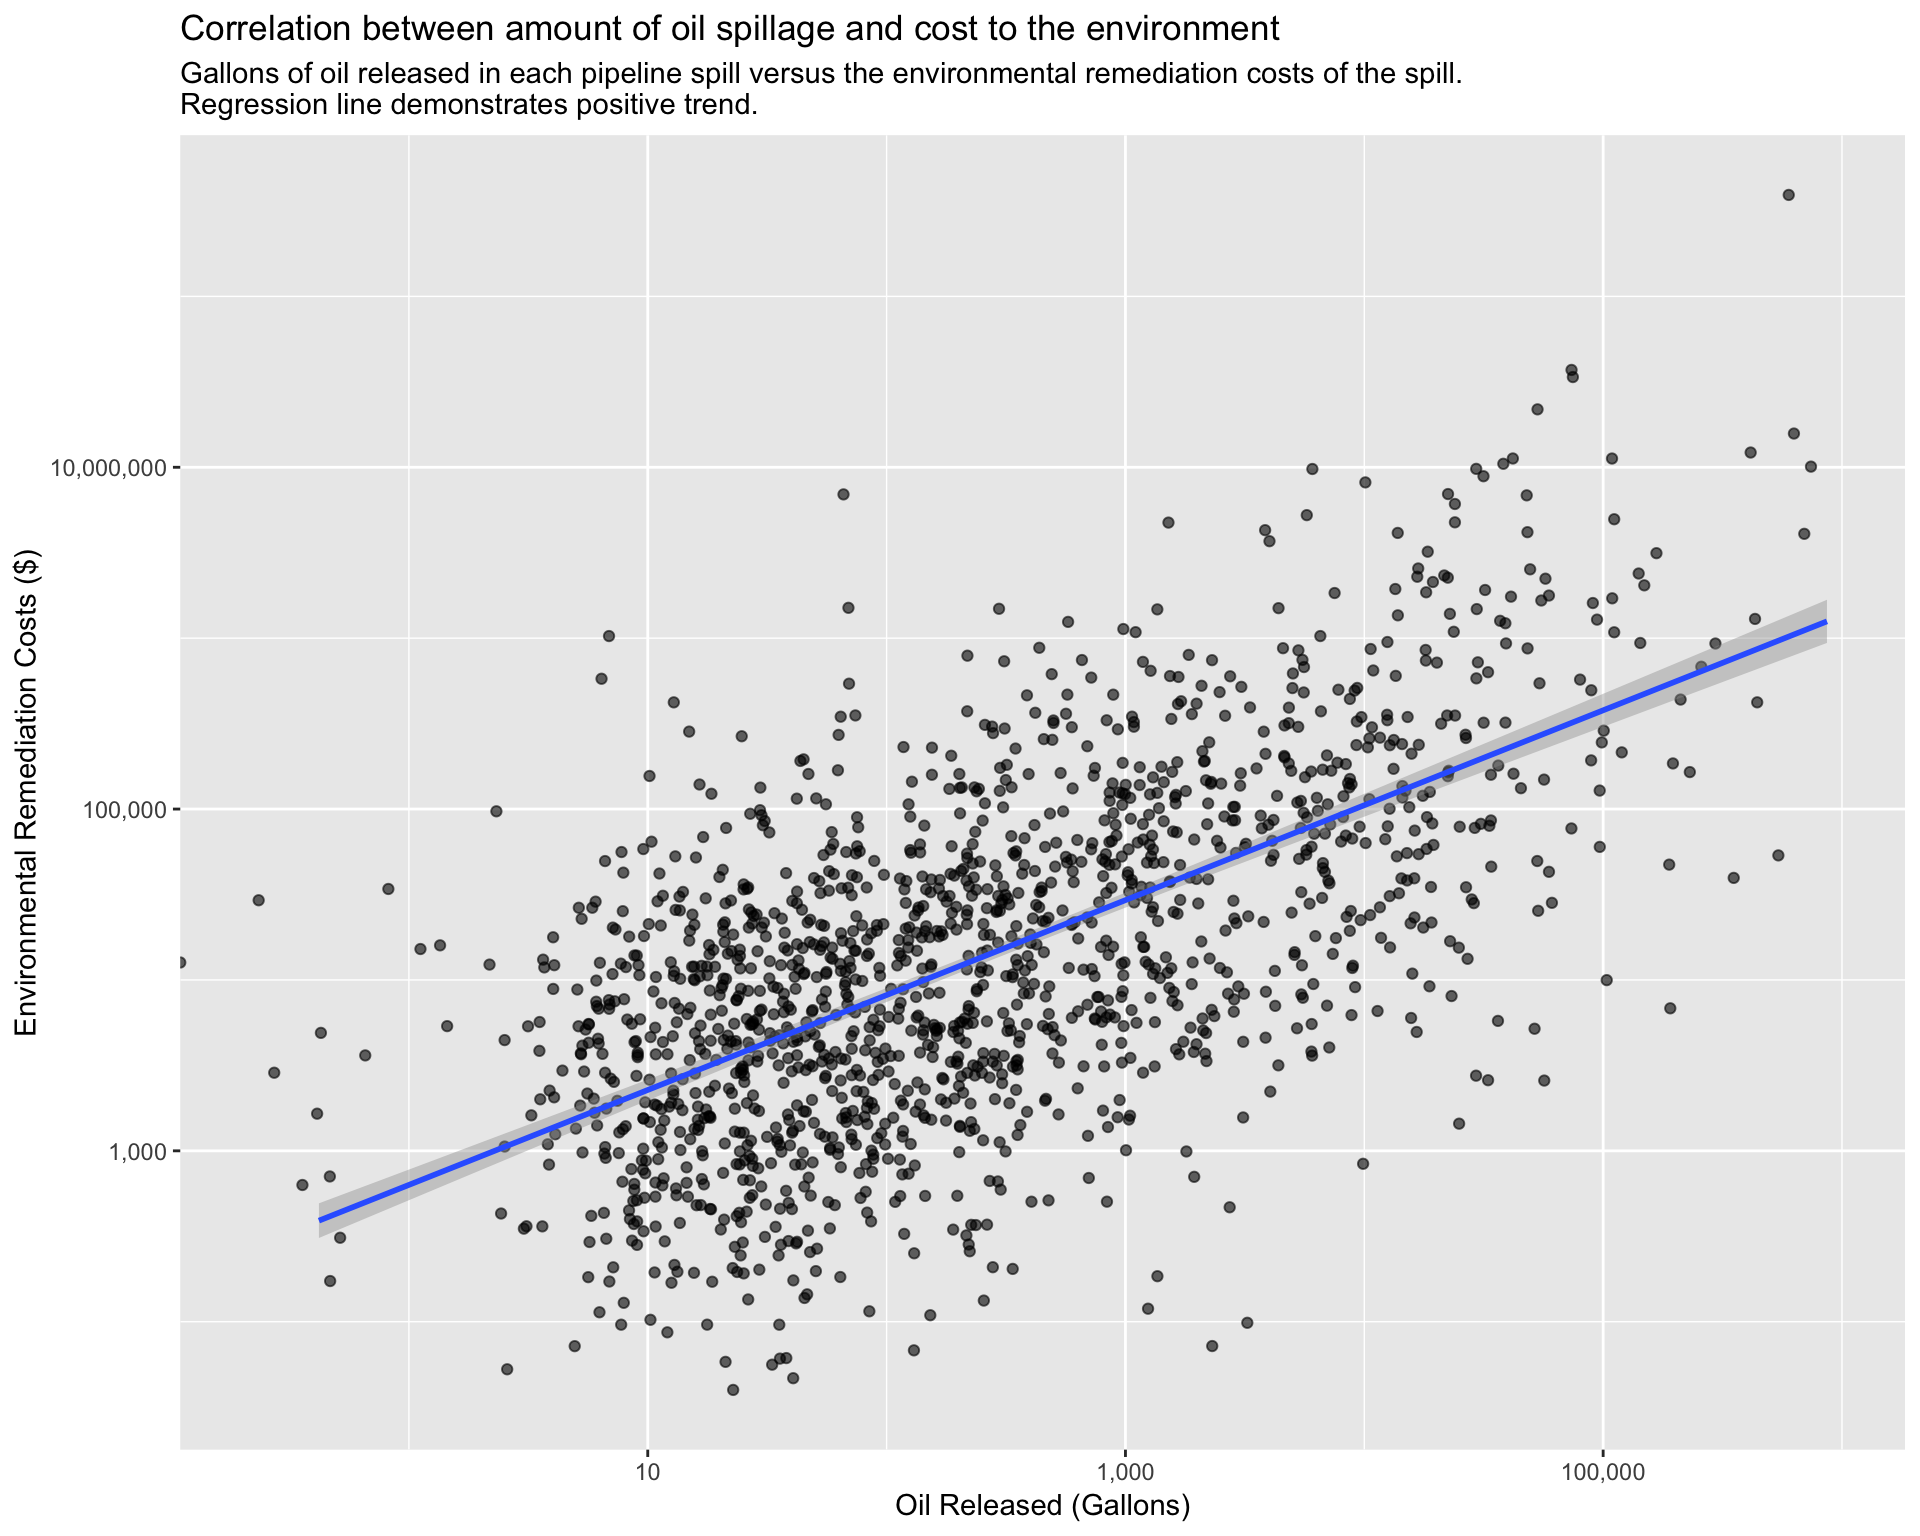 Correlation between amount of oil spillage and cost to the environment
Gallons of oil released in each pipeline spill versus the environmental remediation costs of the spill.
Regression line demonstrates positive trend.
Environmental Remediation Costs ($)
10,000,000
100,000
1,000
10
1,000
100,000
Oil Released (Gallons)